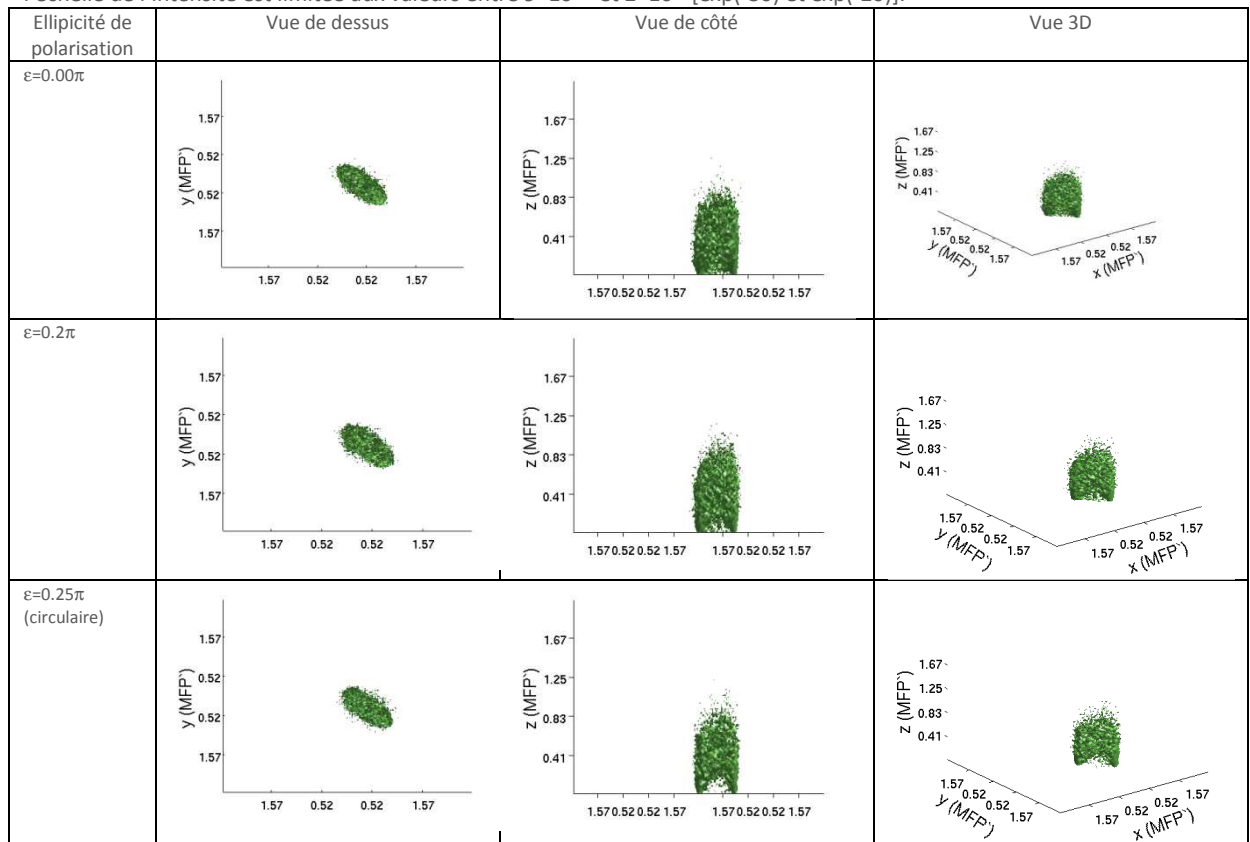 Ellipicité de polarisation
Vue de dessus
Vue de côté
Vue 3D
ε=0.00π
y (MFP`)
1.57
0.52
0.52
1.57
1.57 0.52 0.52 1.57
z (MFP`)
1.67
1.25
0.83
0.41
1.57 0.52 0.52 1.57 1.57 0.52 0.52 1.57
z (MFP`)
1.67
1.25
0.83
0.41
1.57 0.52 0.52 1.57
y (MFP`)
1.57 0.52 0.52 1.57
x (MFP`)
ε=0.2π
y (MFP`)
1.57
0.52
0.52
1.57
1.57 0.52 0.52 1.57
z (MFP`)
1.67
1.25
0.83
0.41
1.57 0.52 0.52 1.57 1.57 0.52 0.52 1.57
z (MFP`)
1.67
1.25
0.83
0.41
1.57 0.52 0.52 1.57
y (MFP`)
1.57 0.52 0.52 1.57
x (MFP`)
ε=0.25π
(circulaire)
y (MFP`)
1.57
0.52
0.52
1.57
1.57 0.52 0.52 1.57
z (MFP`)
1.67
1.25
0.83
0.41
1.57 0.52 0.52 1.57 1.57 0.52 0.52 1.57
z (MFP`)
1.67
1.25
0.83
0.41
1.57 0.52 0.52 1.57
y (MFP`)
1.57 0.52 0.52 1.57
x (MFP`)